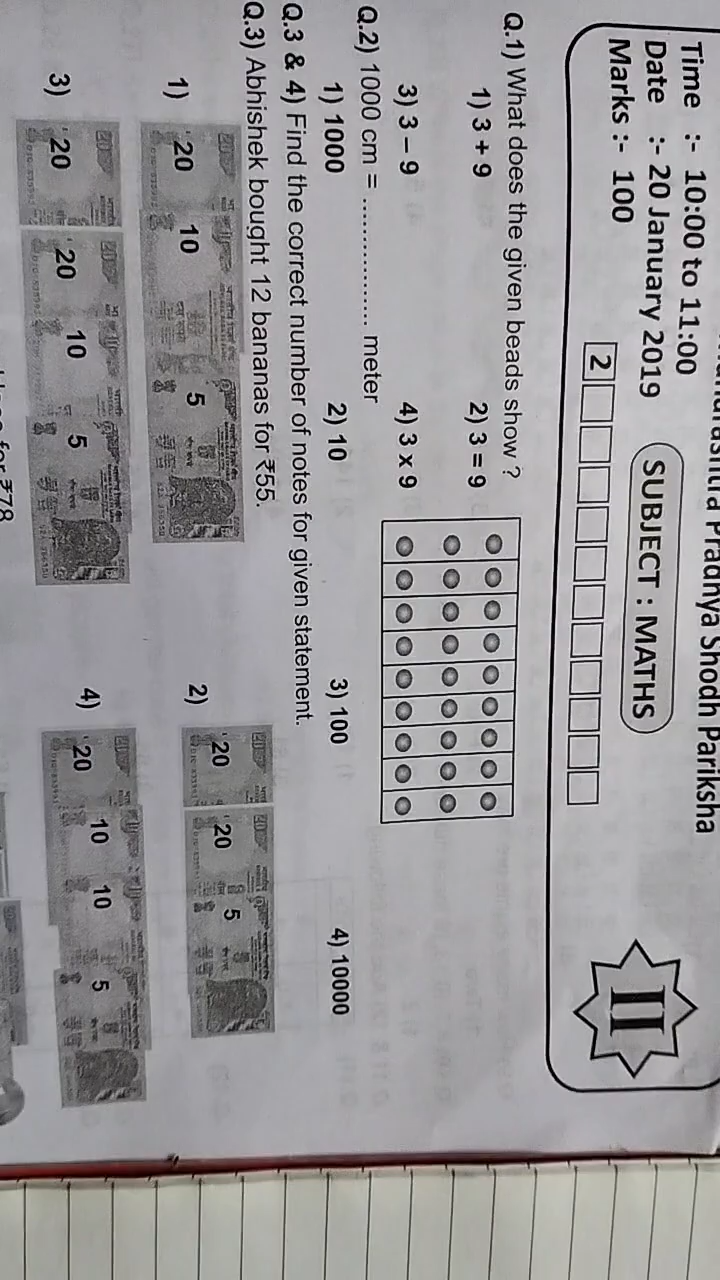 Pradnya Shodh Pariksha
Time :- 10:00 to 11:00
Date :- 20 January 2019
SUBJECT : MATHS
Marks :- 100
2
II
Q.1) What does the given beads show ?
1) 3 + 9
2) 3 = 9
3) 3 – 9
4) 3 x 9
Q.2) 1000 cm = ................. meter
1) 1000
2) 10
3) 100
4) 10000
Q.3 & 4) Find the correct number of notes for given statement.
Q.3) Abhishek bought 12 bananas for ₹55.
1) 20 10 5
2) 20 20 5
3) 20 20 10 5
4) 20 10 10 5
for ₹78